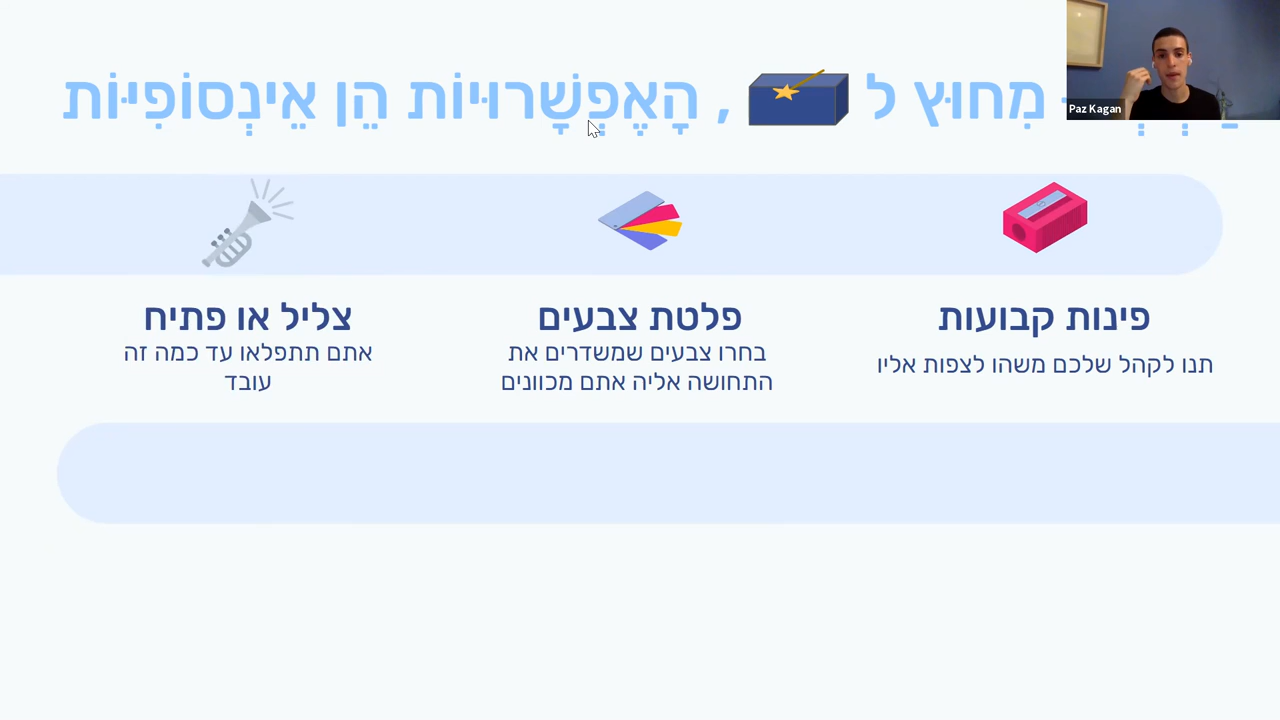 מִחוּץ ל , הָאֶפְשָׁרוּיּוֹת הֵן אֵינְסוֹפִיּוֹת
Paz Kagan
פינות קבועות
תנו לקהל שלכם משהו לצפות אליו
פלטת צבעים
בחרו צבעים שמשדרים את
התחושה אליה אתם מכוונים
צליל או פתיח
אתם תתפלאו עד כמה זה
עובד